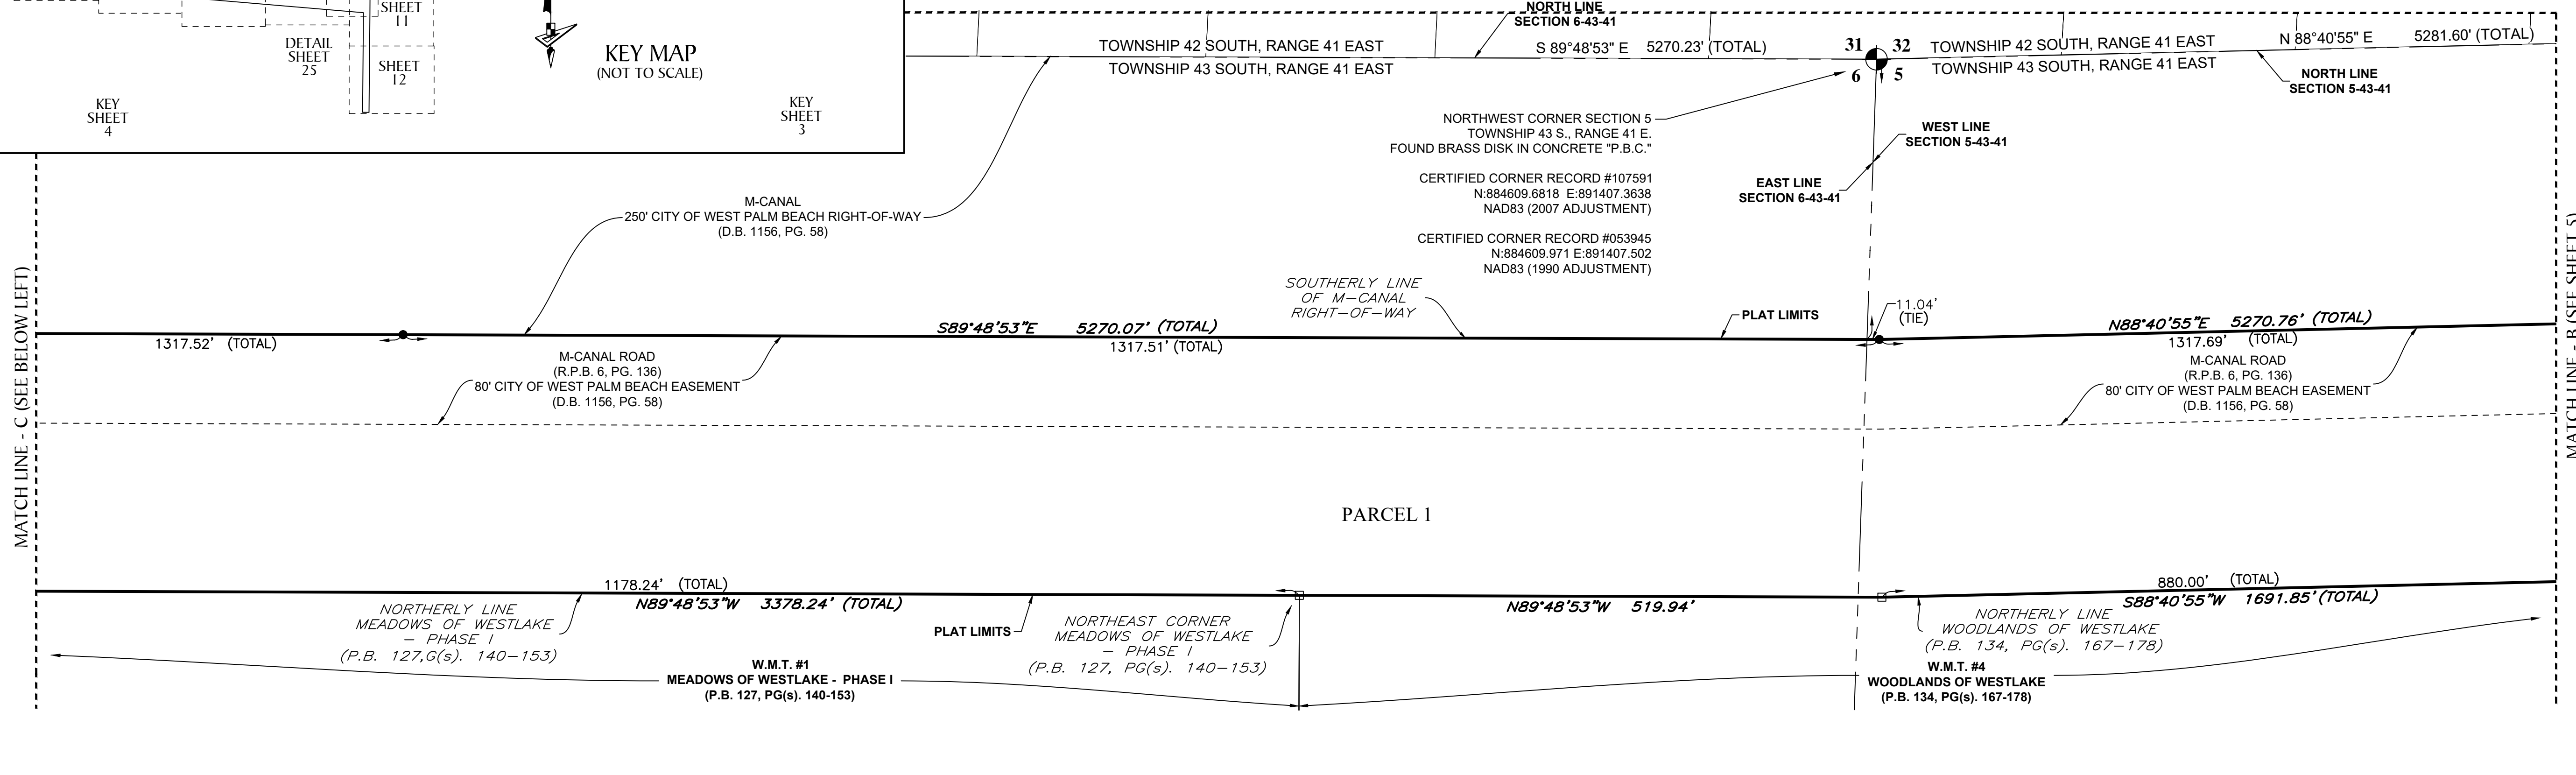 SHEET
11
DETAIL
SHEET
25
SHEET
12
KEY MAP
(NOT TO SCALE)
KEY
SHEET
4
KEY
SHEET
3
NORTH LINE
SECTION 6-43-41
TOWNSHIP 42 SOUTH, RANGE 41 EAST
S 89°48'53" E 5270.23' (TOTAL)
TOWNSHIP 43 SOUTH, RANGE 41 EAST
31 32
6 5
TOWNSHIP 42 SOUTH, RANGE 41 EAST
N 88°40'55" E 5281.60' (TOTAL)
TOWNSHIP 43 SOUTH, RANGE 41 EAST
NORTH LINE
SECTION 5-43-41
NORTHWEST CORNER SECTION 5
TOWNSHIP 43 S., RANGE 41 E.
FOUND BRASS DISK IN CONCRETE "P.B.C."
CERTIFIED CORNER RECORD #107591
N:884609.6818 E:891407.3638
NAD83 (2007 ADJUSTMENT)
CERTIFIED CORNER RECORD #053945
N:884609.971 E:891407.502
NAD83 (1990 ADJUSTMENT)
WEST LINE
SECTION 5-43-41
EAST LINE
SECTION 6-43-41
M-CANAL
250' CITY OF WEST PALM BEACH RIGHT-OF-WAY
(D.B. 1156, PG. 58)
MATCH LINE - C (SEE BELOW LEFT)
MATCH LINE - B (SEE SHEET 5)
SOUTHERLY LINE
OF M-CANAL
RIGHT-OF-WAY
PLAT LIMITS
11.04'
(TIE)
S89°48'53"E 5270.07' (TOTAL)
1317.52' (TOTAL)
1317.51' (TOTAL)
N88°40'55"E 5270.76' (TOTAL)
1317.69' (TOTAL)
M-CANAL ROAD
(R.P.B. 6, PG. 136)
80' CITY OF WEST PALM BEACH EASEMENT
(D.B. 1156, PG. 58)
M-CANAL ROAD
(R.P.B. 6, PG. 136)
80' CITY OF WEST PALM BEACH EASEMENT
(D.B. 1156, PG. 58)
PARCEL 1
1178.24' (TOTAL)
N89°48'53"W 3378.24' (TOTAL)
N89°48'53"W 519.94'
880.00' (TOTAL)
S88°40'55"W 1691.85' (TOTAL)
NORTHERLY LINE
MEADOWS OF WESTLAKE
- PHASE I
(P.B. 127,G(s). 140-153)
PLAT LIMITS
NORTHEAST CORNER
MEADOWS OF WESTLAKE
- PHASE I
(P.B. 127, PG(s). 140-153)
NORTHERLY LINE
WOODLANDS OF WESTLAKE
(P.B. 134, PG(s). 167-178)
W.M.T. #1
MEADOWS OF WESTLAKE - PHASE I
(P.B. 127, PG(s). 140-153)
W.M.T. #4
WOODLANDS OF WESTLAKE
(P.B. 134, PG(s). 167-178)